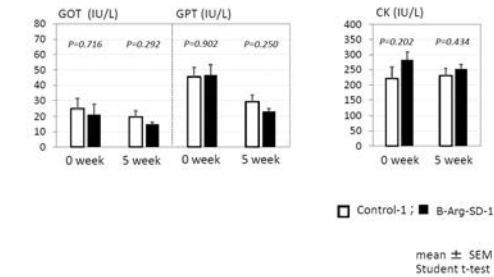 GOT (IU/L) GPT (IU/L) CK (IU/L)
80 400
70 P=0.716 P=0.292 P=0.902 P=0.250 350 P=0.202 P=0.434
60 300
50 250
40 200
30 150
20 100
10 50
0 0
0 week 5 week 0 week 5 week 0 week 5 week
Control-1 ; B-Arg-SD-1
mean ± SEM
Student t-test